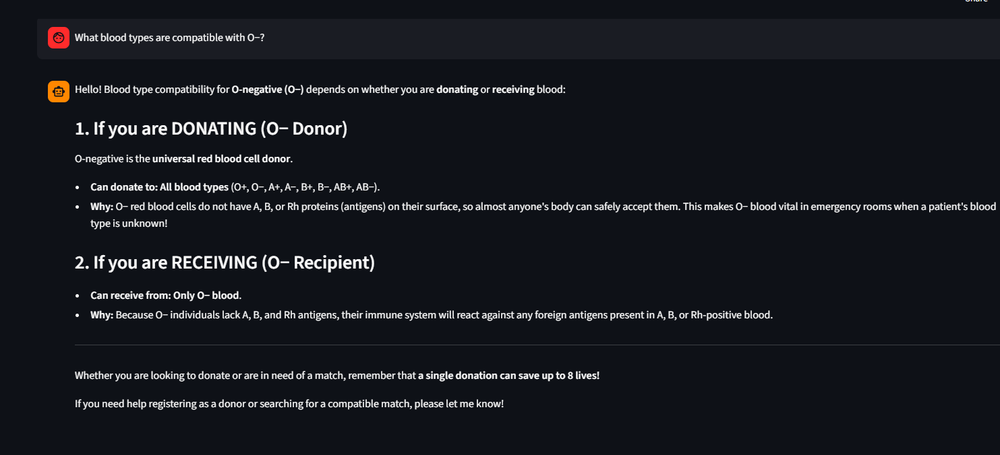 Share
What blood types are compatible with O−?
Hello! Blood type compatibility for O-negative (O−) depends on whether you are donating or receiving blood:
1. If you are DONATING (O− Donor)
O-negative is the universal red blood cell donor.
• Can donate to: All blood types (O+, O−, A+, A−, B+, B−, AB+, AB−).
• Why: O− red blood cells do not have A, B, or Rh proteins (antigens) on their surface, so almost anyone's body can safely accept them. This makes O− blood vital in emergency rooms when a patient's blood
type is unknown!
2. If you are RECEIVING (O− Recipient)
• Can receive from: Only O− blood.
• Why: Because O− individuals lack A, B, and Rh antigens, their immune system will react against any foreign antigens present in A, B, or Rh-positive blood.
Whether you are looking to donate or are in need of a match, remember that a single donation can save up to 8 lives!
If you need help registering as a donor or searching for a compatible match, please let me know!